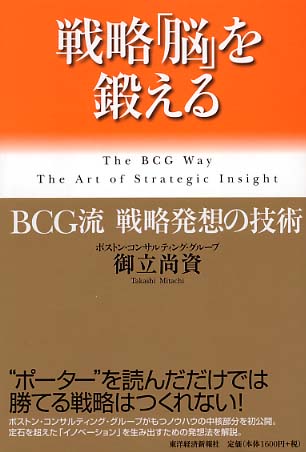 戦略「脳」を
鍛える
The BCG Way
The Art of Strategic Insight
BCG流 戦略発想の技術
ボストン・コンサルティング・グループ
御立尚資
Takashi Mitachi
“ポーター”を読んだだけでは
勝てる戦略はつくれない！
ボストン・コンサルティング・グループがもつノウハウの中核部分を初公開。
定石を超えた「イノベーション」を生み出すための発想法を解説。
東洋経済新報社 定価（本体1600円+税）